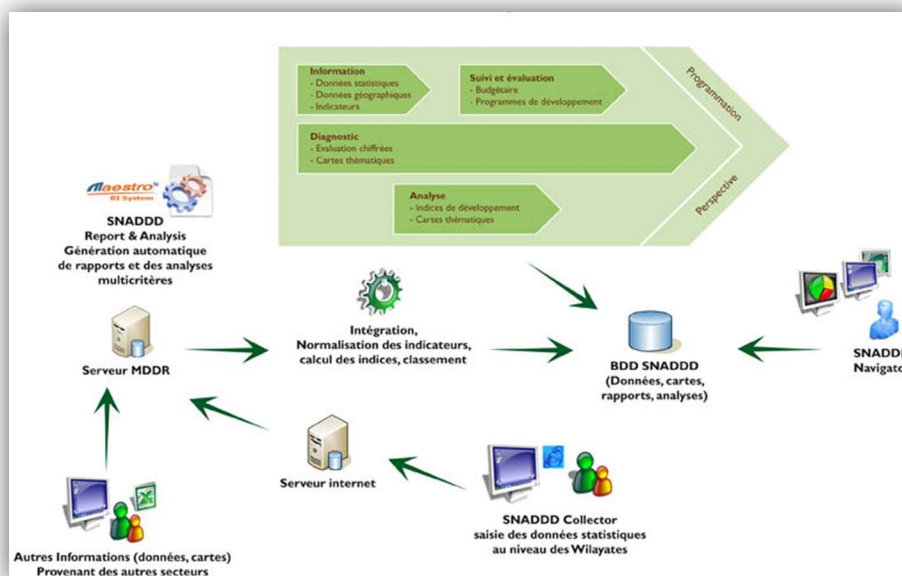 Information
- Données statistiques
- Données géographiques
- Indicateurs
Suivi et évaluation
- Budgétaire
- Programmes de développement
Programmation
Diagnostic
- Evaluation chiffrées
- Cartes thématiques
Perspective
Analyse
- Indices de développement
- Cartes thématiques
Maestro
BI System
SNADDD
Report & Analysis
Génération automatique
de rapports et des analyses
multicritères
Serveur MDDR
Intégration,
Normalisation des indicateurs,
calcul des indices, classement
BDD SNADDD
(Données, cartes,
rapports, analyses)
SNADD
Navigato
Serveur internet
SNADDD Collector
saisie des données statistiques
au niveau des Wilayates
Autres Informations (données, cartes)
Provenant des autres secteurs